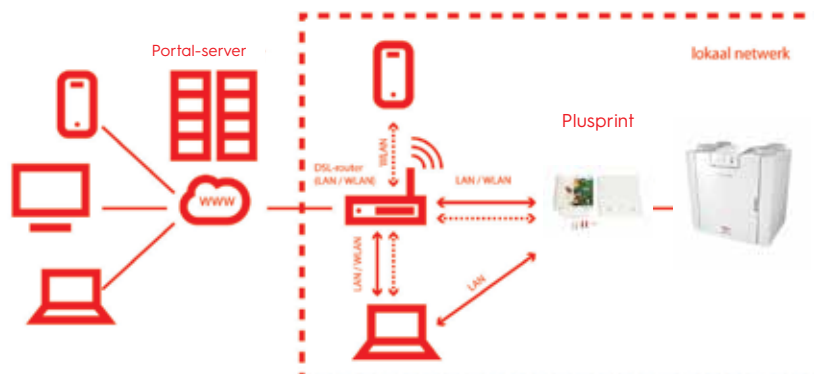 Portal-server
lokaal netwerk
Plusprint
WLAN
DSL-router
(LAN / WLAN)
LAN / WLAN
WWW
LAN / WLAN
LAN